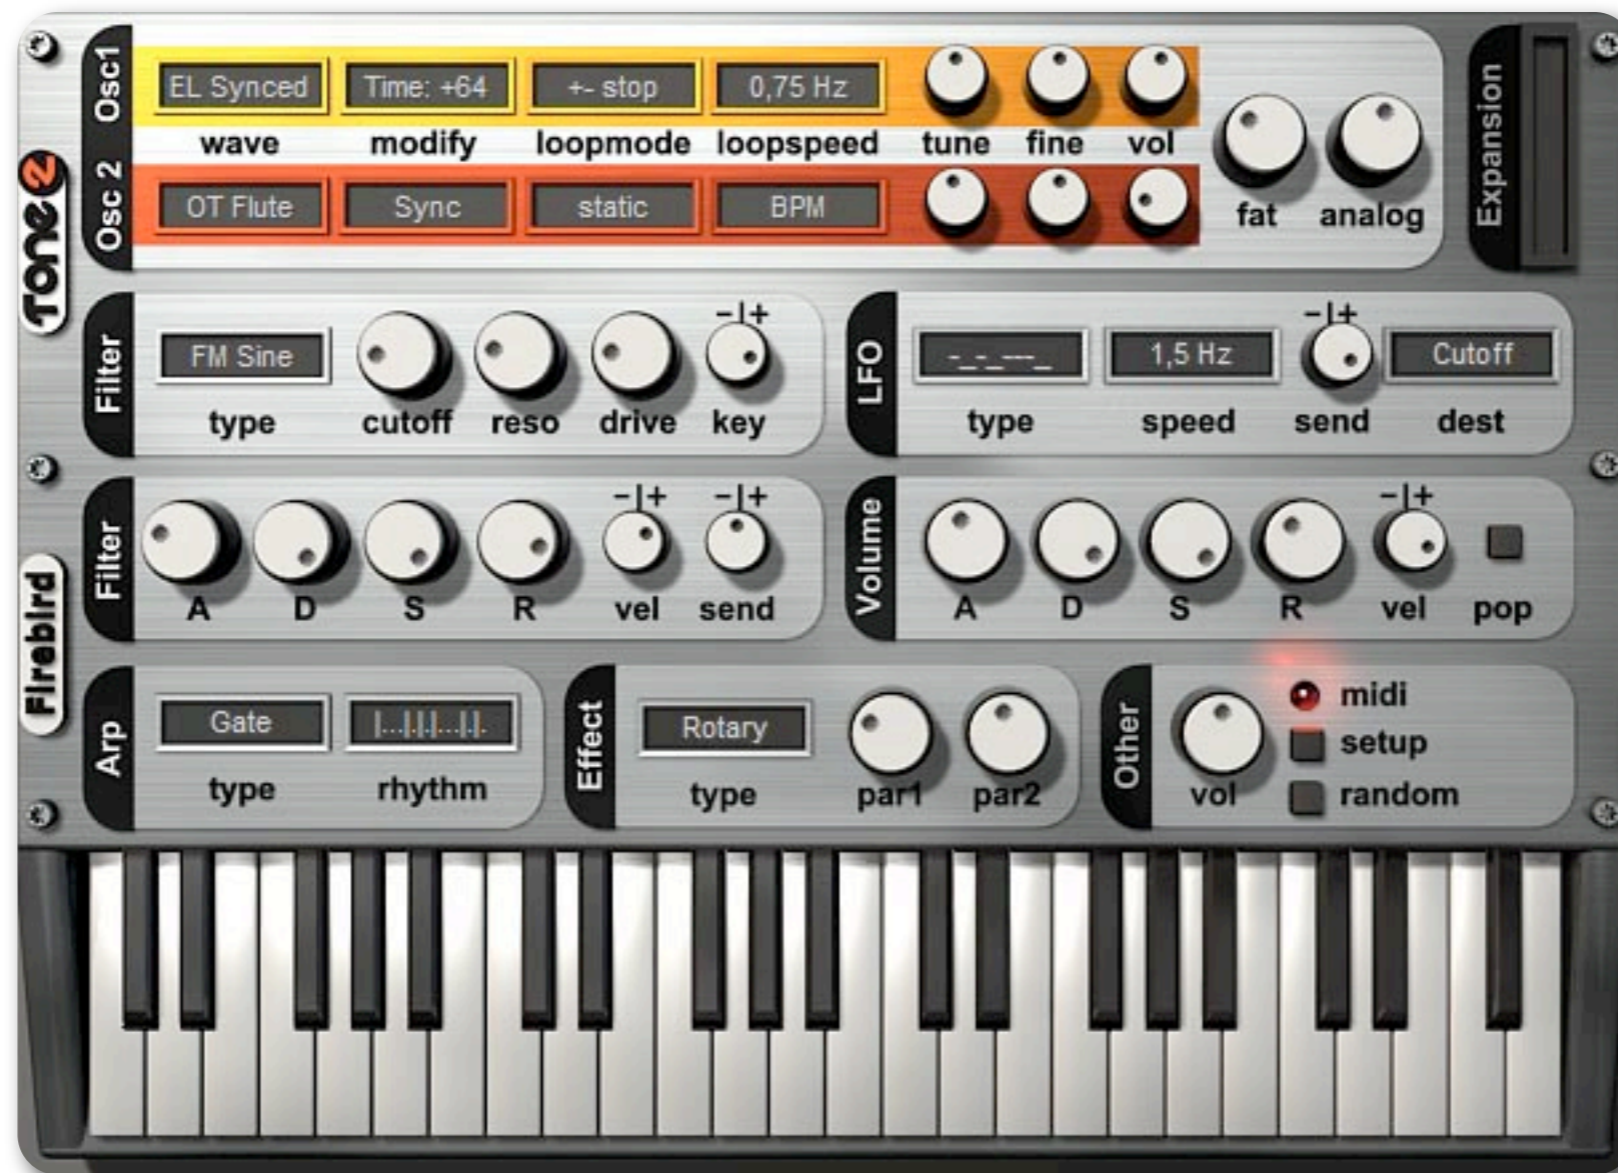 Osc1
EL Synced
Time: +64
+- stop
0,75 Hz
wave
modify
loopmode
loopspeed
tune
fine
vol
Osc 2
OT Flute
Sync
static
BPM
fat
analog
Expansion
Tone2
Filter
FM Sine
type
cutoff
reso
drive
-|+
key
LFO
1,5 Hz
-|+
Cutoff
type
speed
send
dest
Filter
-|+
-|+
A
D
S
R
vel
send
Volume
-|+
A
D
S
R
vel
pop
Firebird
Arp
Gate
type
rhythm
Effect
Rotary
type
par1
par2
Other
vol
midi
setup
random